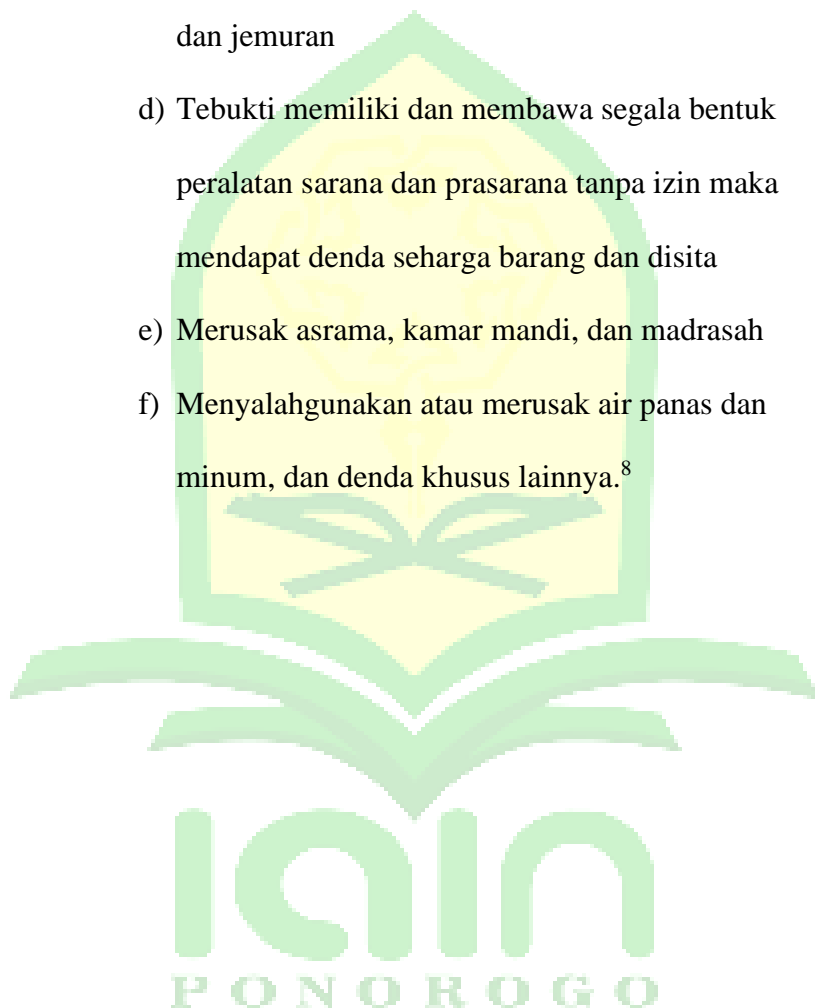 dan jemuran
d) Tebukti memiliki dan membawa segala bentuk
peralatan sarana dan prasarana tanpa izin maka
mendapat denda seharga barang dan disita
e) Merusak asrama, kamar mandi, dan madrasah
f) Menyalahgunakan atau merusak air panas dan
minum, dan denda khusus lainnya.⁸
iain
PONOROGO